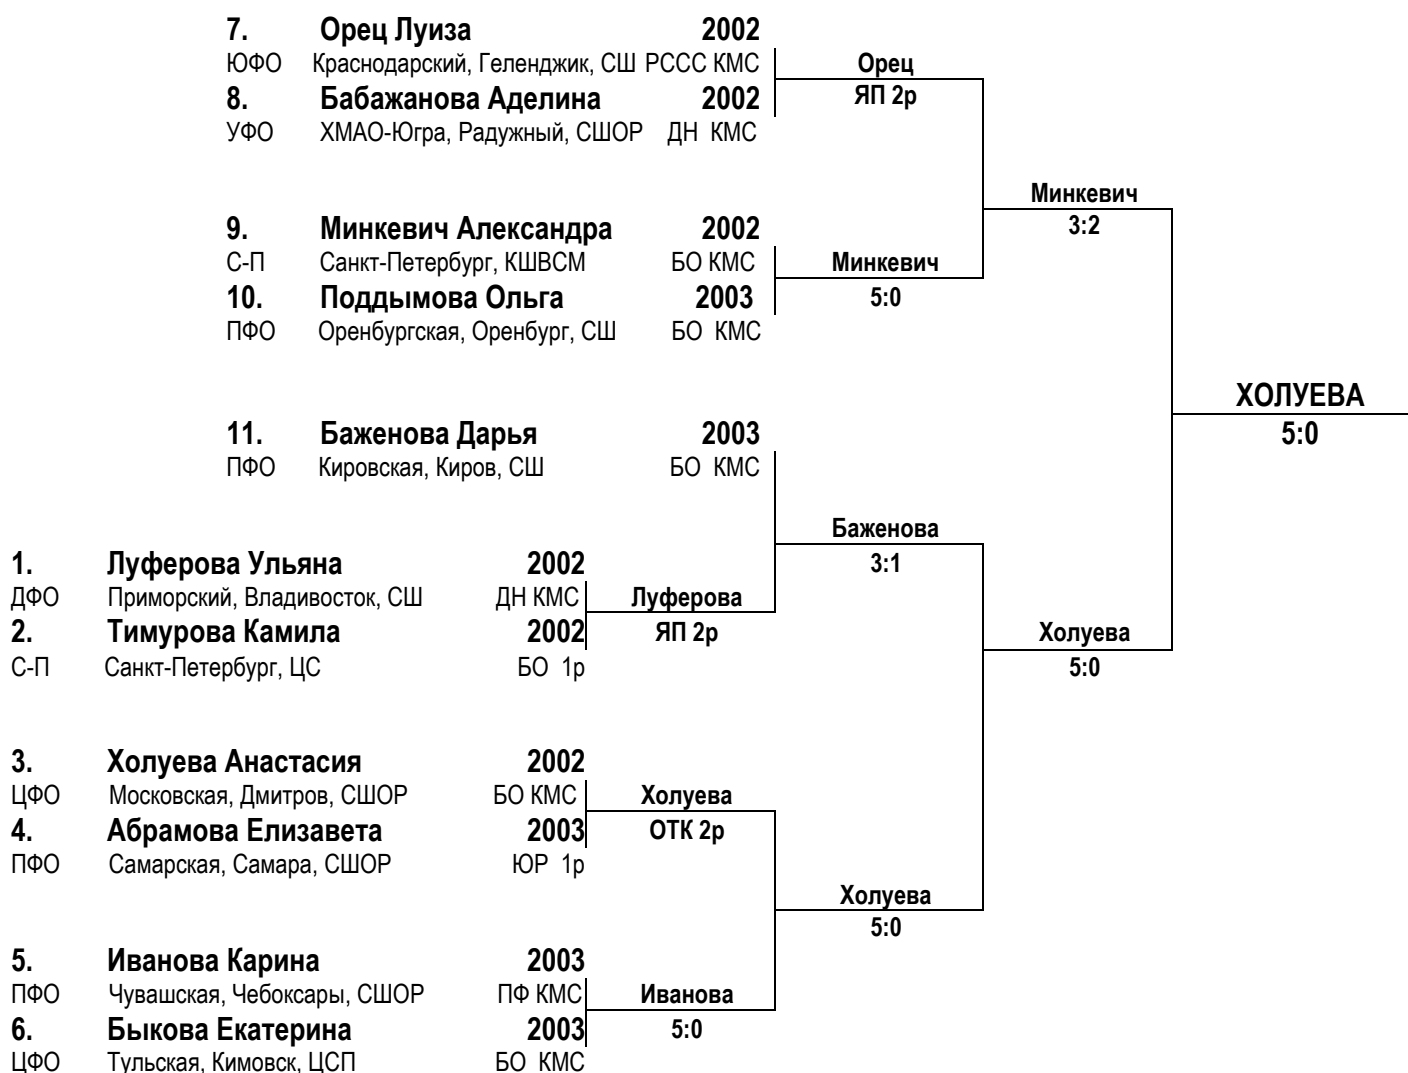 7. Орец Луиза 2002
ЮФО Краснодарский, Геленджик, СШ РССС КМС
Орец
8. Бабажанова Аделина 2002
ЯП 2р
УФО ХМАО-Югра, Радужный, СШОР ДН КМС
Минкевич
9. Минкевич Александра 2002
3:2
С-П Санкт-Петербург, КШВСМ БО КМС
Минкевич
10. Поддымова Ольга 2003
5:0
ПФО Оренбургская, Оренбург, СШ БО КМС
ХОЛУЕВА
11. Баженова Дарья 2003
5:0
ПФО Кировская, Киров, СШ БО КМС
Баженова
1. Луферова Ульяна 2002
3:1
ДФО Приморский, Владивосток, СШ ДН КМС
Луферова
2. Тимурова Камила 2002
ЯП 2р
Холуева
С-П Санкт-Петербург, ЦС БО 1р
5:0
3. Холуева Анастасия 2002
ЦФО Московская, Дмитров, СШОР БО КМС
Холуева
4. Абрамова Елизавета 2003
ОТК 2р
ПФО Самарская, Самара, СШОР ЮР 1р
Холуева
5:0
5. Иванова Карина 2003
ПФО Чувашская, Чебоксары, СШОР ПФ КМС
Иванова
6. Быкова Екатерина 2003
5:0
ЦФО Тульская, Кимовск, ЦСП БО КМС